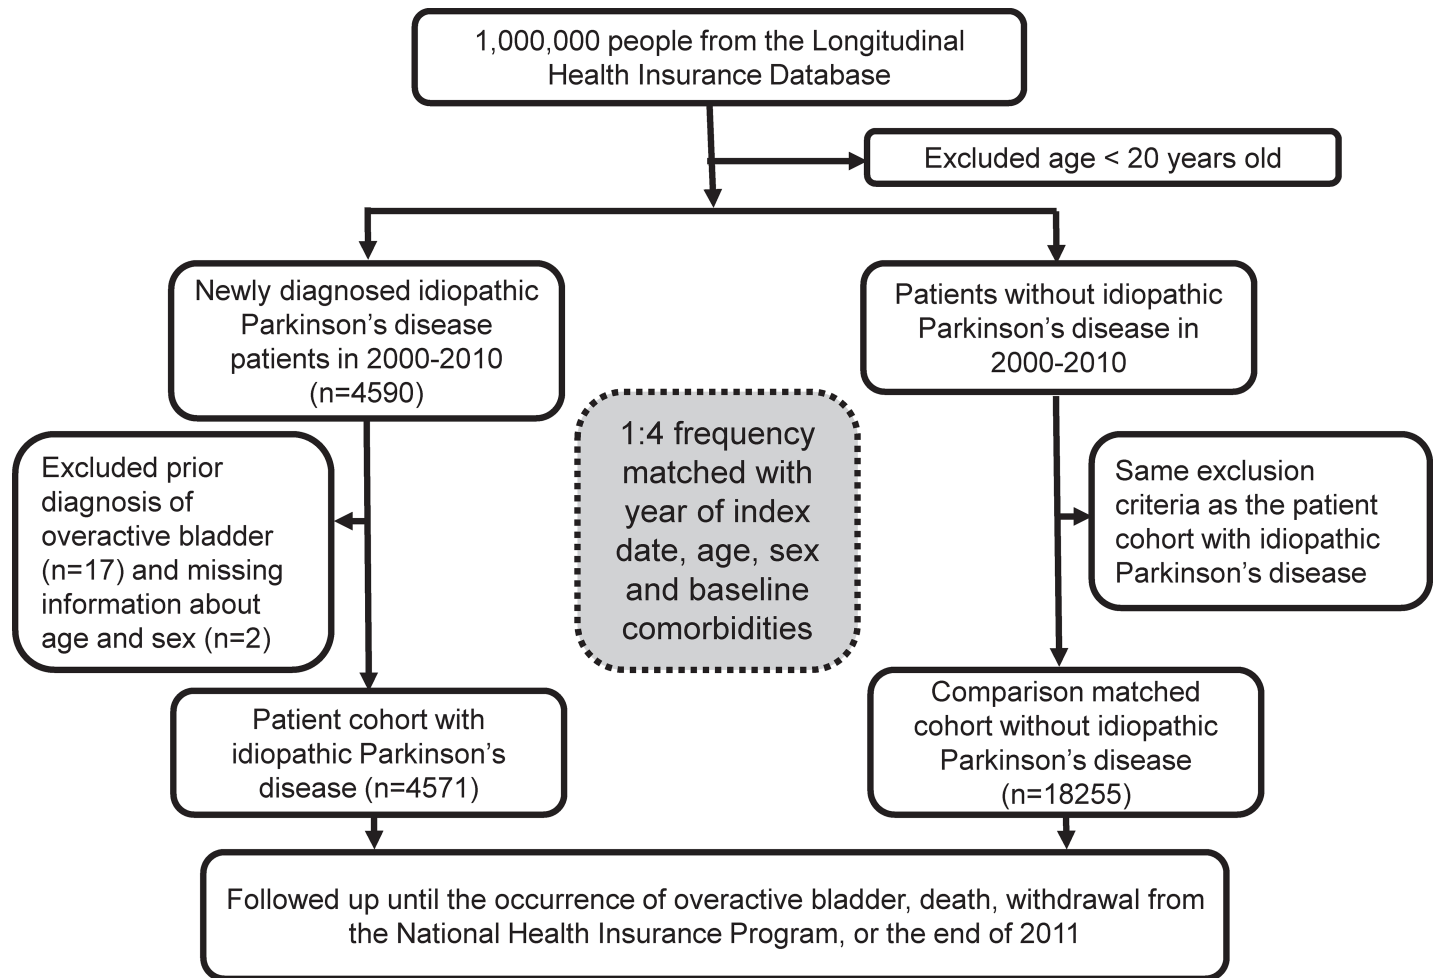 1,000,000 people from the Longitudinal
Health Insurance Database
Excluded age < 20 years old
Newly diagnosed idiopathic
Parkinson's disease
patients in 2000-2010
(n=4590)
Patients without idiopathic
Parkinson's disease in
2000-2010
Excluded prior
diagnosis of
overactive bladder
(n=17) and missing
information about
age and sex (n=2)
1:4 frequency
matched with
year of index
date, age, sex
and baseline
comorbidities
Same exclusion
criteria as the patient
cohort with idiopathic
Parkinson's disease
Patient cohort with
idiopathic Parkinson's
disease (n=4571)
Comparison matched
cohort without idiopathic
Parkinson's disease
(n=18255)
Followed up until the occurrence of overactive bladder, death, withdrawal from
the National Health Insurance Program, or the end of 2011